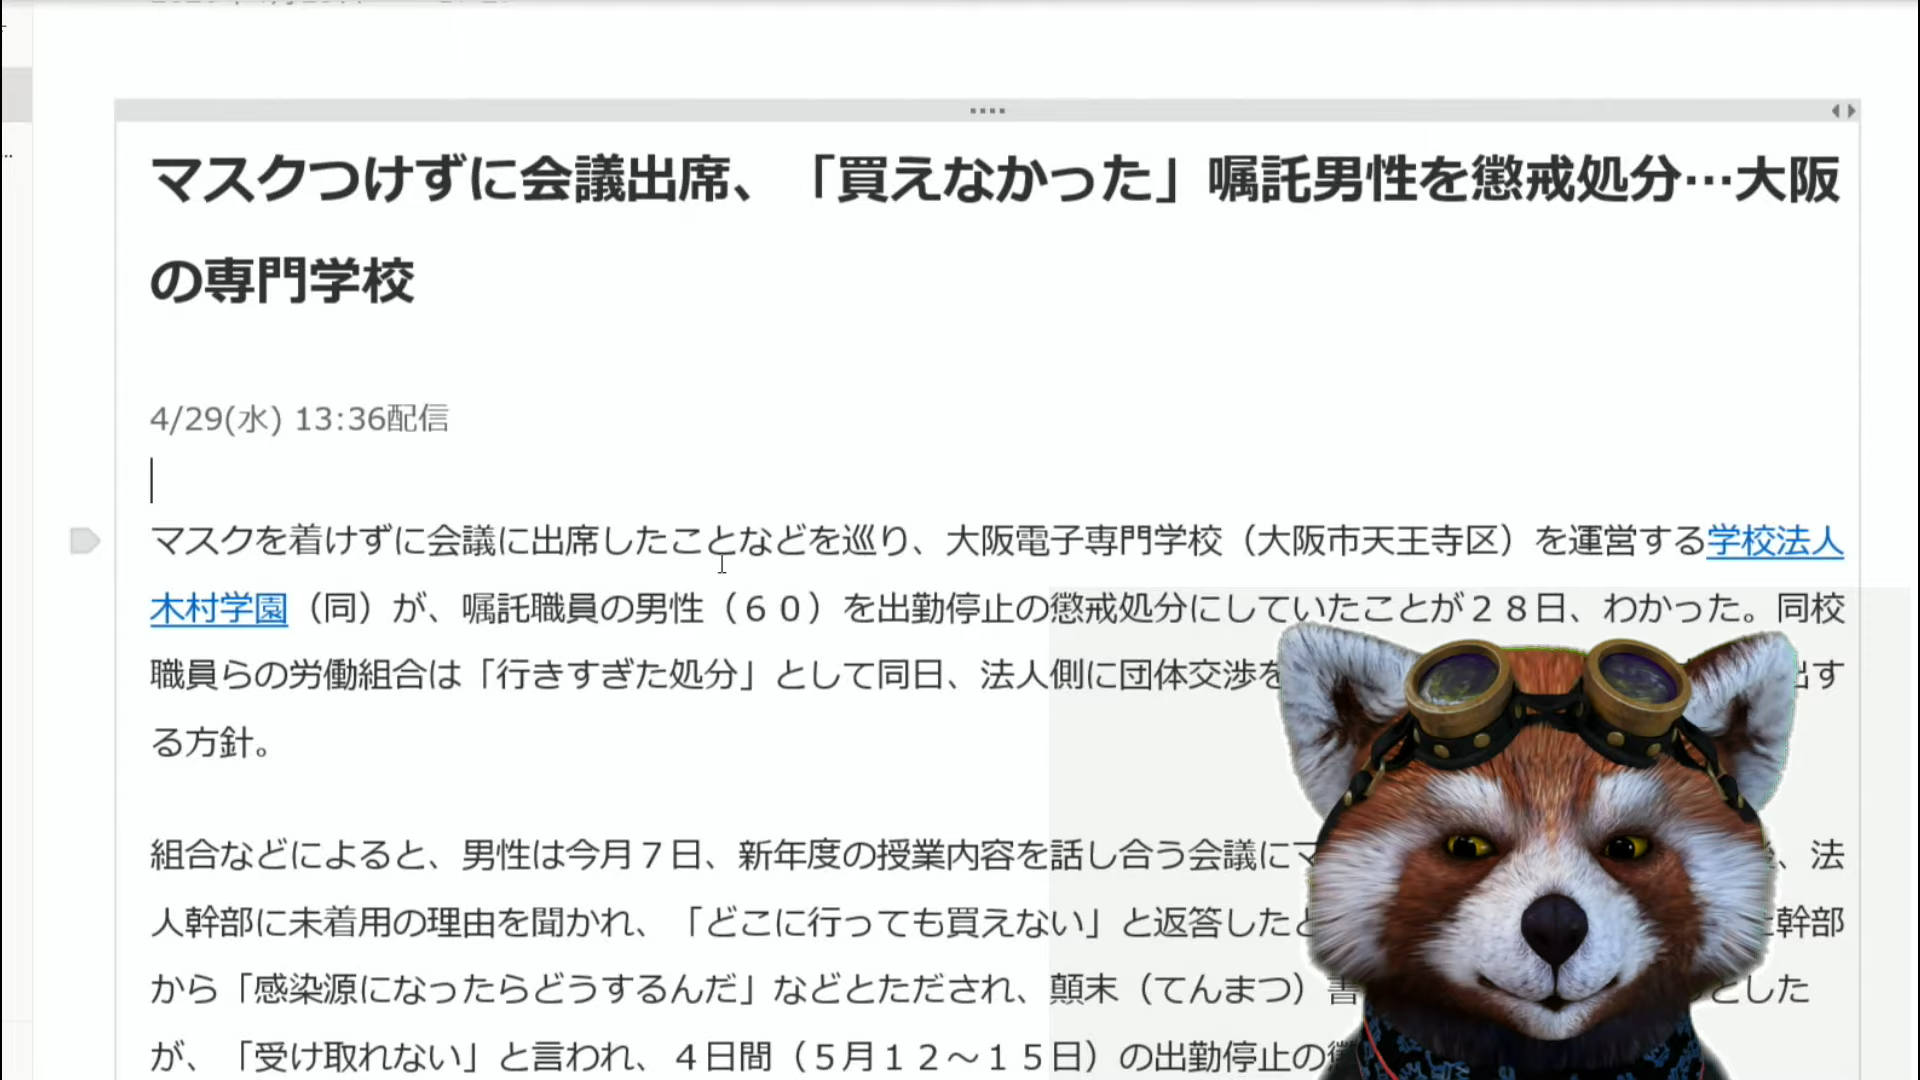 マスクつけずに会議出席、「買えなかった」嘱託男性を懲戒処分…大阪
の専門学校
4/29(水) 13:36配信
マスクを着けずに会議に出席したことなどを巡り、大阪電子専門学校（大阪市天王寺区）を運営する学校法人
木村学園（同）が、嘱託職員の男性（６０）を出勤停止の懲戒処分にしていたことが２８日、わかった。同校
職員らの労働組合は「行きすぎた処分」として同日、法人側に団体交渉を出す
る方針。
組合などによると、男性は今月７日、新年度の授業内容を話し合う会議に、法
人幹部に未着用の理由を聞かれ、「どこに行っても買えない」と返答した幹部
から「感染源になったらどうするんだ」などとただされ、顛末（てんまつ）書とした
が、「受け取れない」と言われ、４日間（５月１２～１５日）の出勤停止の